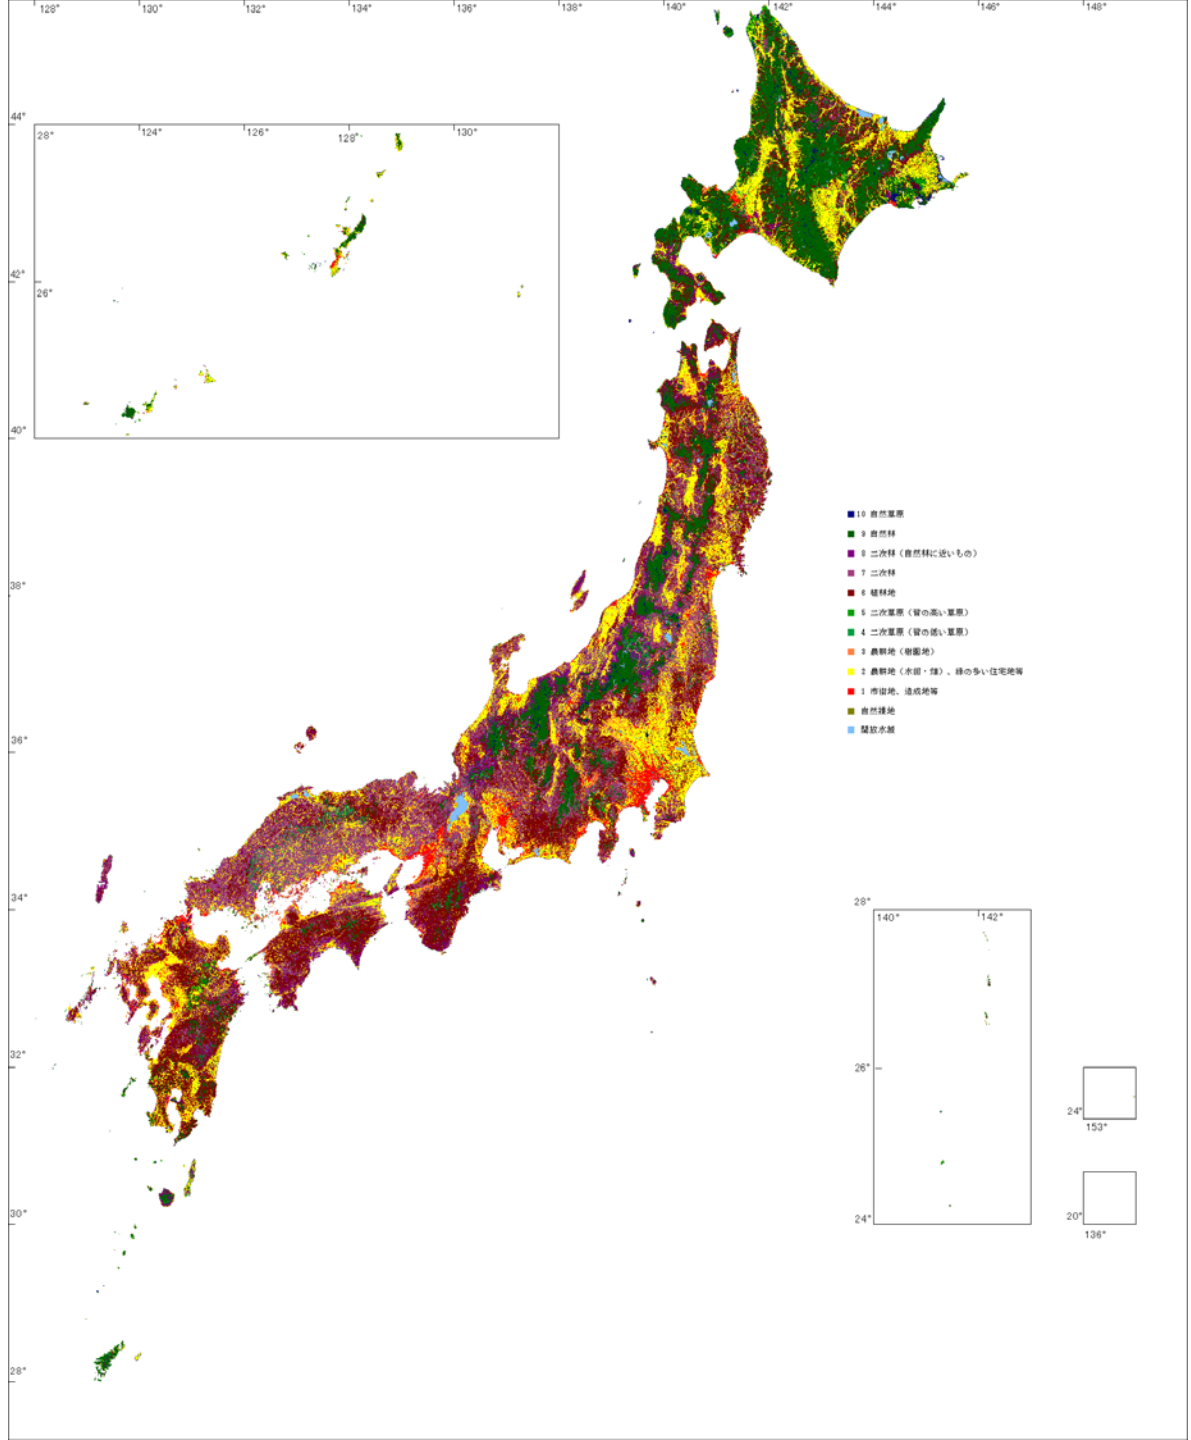 128°
130°
132°
134°
136°
138°
140°
142°
144°
146°
148°
44°
28°
124°
126°
128°
130°
42°
26°
40°
10 自然草原
9 自然林
8 二次林（自然林に近いもの）
7 二次林
6 植林地
5 二次草原（背の高い草原）
4 二次草原（背の低い草原）
3 農耕地（樹園地）
2 農耕地（水田・畑）、緑の多い住宅地等
1 市街地、造成地等
自然裸地
開放水域
38°
36°
34°
28°
140°
142°
32°
26°
24°
153°
30°
24°
20°
136°
28°